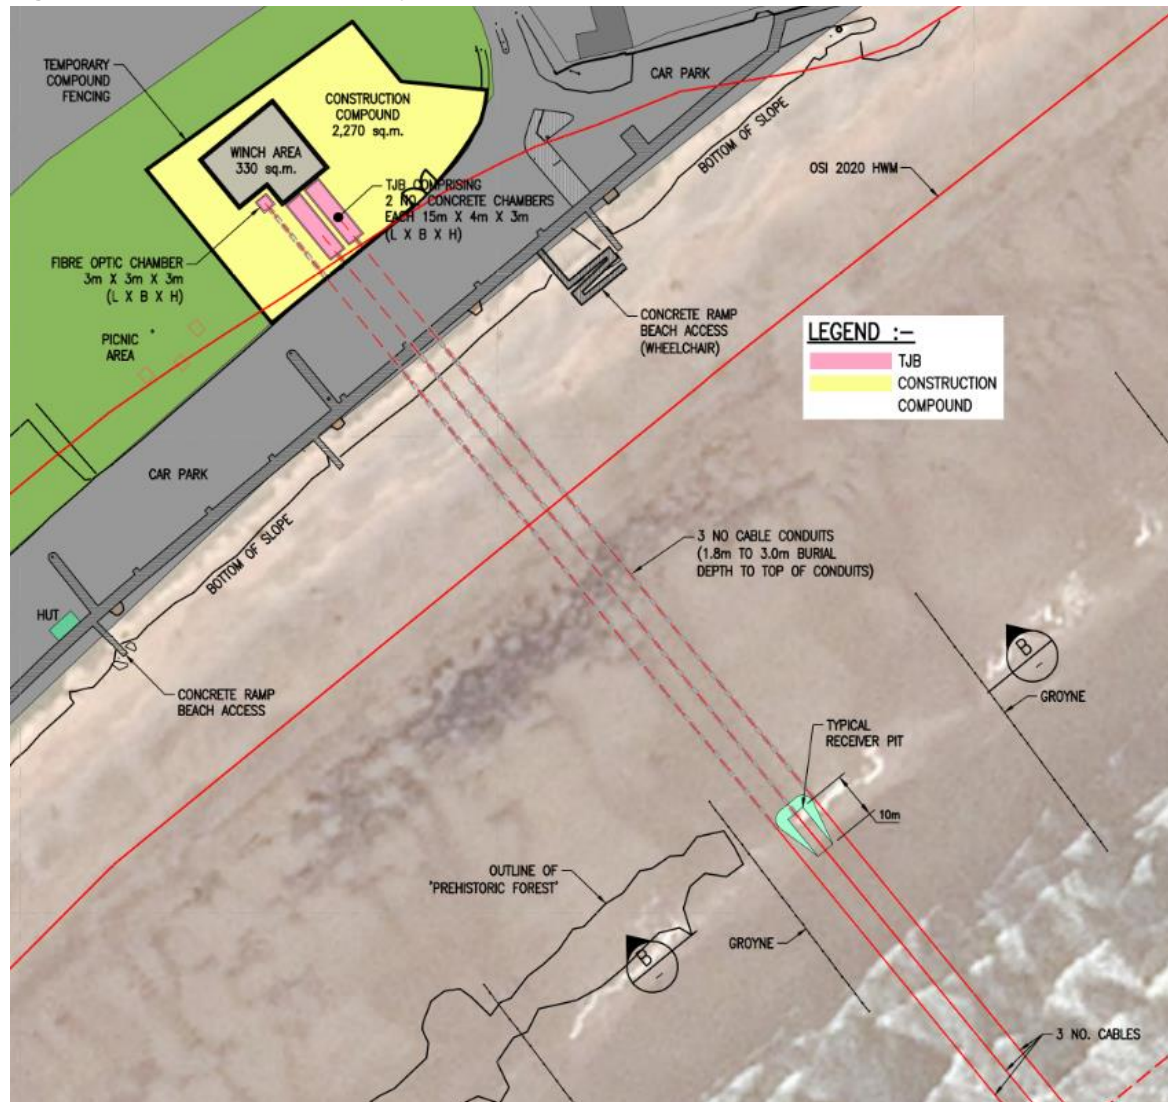 TEMPORARY
COMPOUND
FENCING
CONSTRUCTION
COMPOUND
2,270 sq.m.
CAR PARK
WINCH AREA
330 sq.m.
BOTTOM OF SLOPE
OSI 2020 HWM
TJB COMPRISING
2 NO. CONCRETE CHAMBERS
EACH 15m X 4m X 3m
(L X B X H)
FIBRE OPTIC CHAMBER
3m X 3m X 3m
(L X B X H)
PICNIC
AREA
CONCRETE RAMP
BEACH ACCESS
(WHEELCHAIR)
LEGEND :-
TJB
CONSTRUCTION
COMPOUND
CAR PARK
BOTTOM OF SLOPE
3 NO CABLE CONDUITS
(1.8m TO 3.0m BURIAL
DEPTH TO TOP OF CONDUITS)
HUT
CONCRETE RAMP
BEACH ACCESS
B
-
GROYNE
TYPICAL
RECEIVER PIT
10m
OUTLINE OF
'PREHISTORIC FOREST'
GROYNE
B
-
3 NO. CABLES